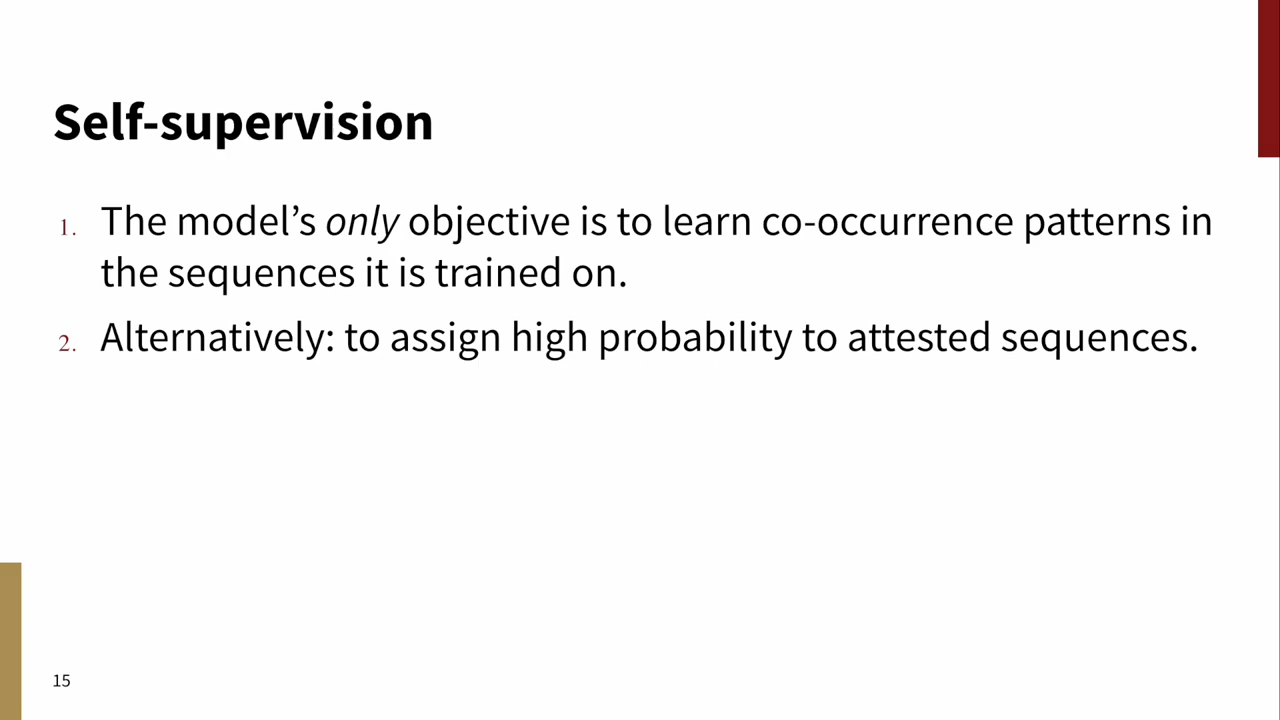 Self-supervision
1. The model’s only objective is to learn co-occurrence patterns in
the sequences it is trained on.
2. Alternatively: to assign high probability to attested sequences.
15